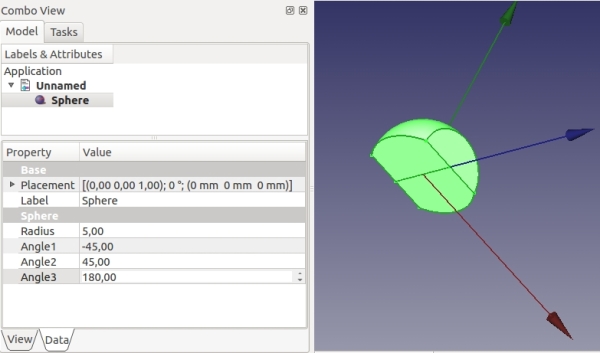 Combo View
Model Tasks
Labels & Attributes
Application
Unnamed
Sphere
Property Value
Base
Placement [(0,00 0,00 1,00); 0 °; (0 mm 0 mm 0 mm)]
Label Sphere
Sphere
Radius 5,00
Angle1 -45,00
Angle2 45,00
Angle3 180,00
View Data